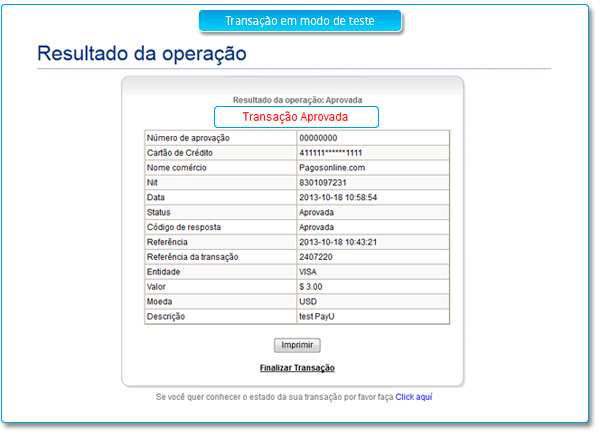 Transação em modo de teste
Resultado da operação
Resultado da operação: Aprovada
Transação Aprovada
Número de aprovação 00000000
Cartão de Crédito 411111******1111
Nome comércio Pagosonline.com
Nit 8301097231
Data 2013-10-18 10:58:54
Status Aprovada
Código de resposta Aprovada
Referência 2013-10-18 10:43:21
Referência da transação 2407220
Entidade VISA
Valor $ 3.00
Moeda USD
Descrição test PayU
Imprimir
Finalizar Transação
Se você quer conhecer o estado da sua transação por favor faça Click aquí